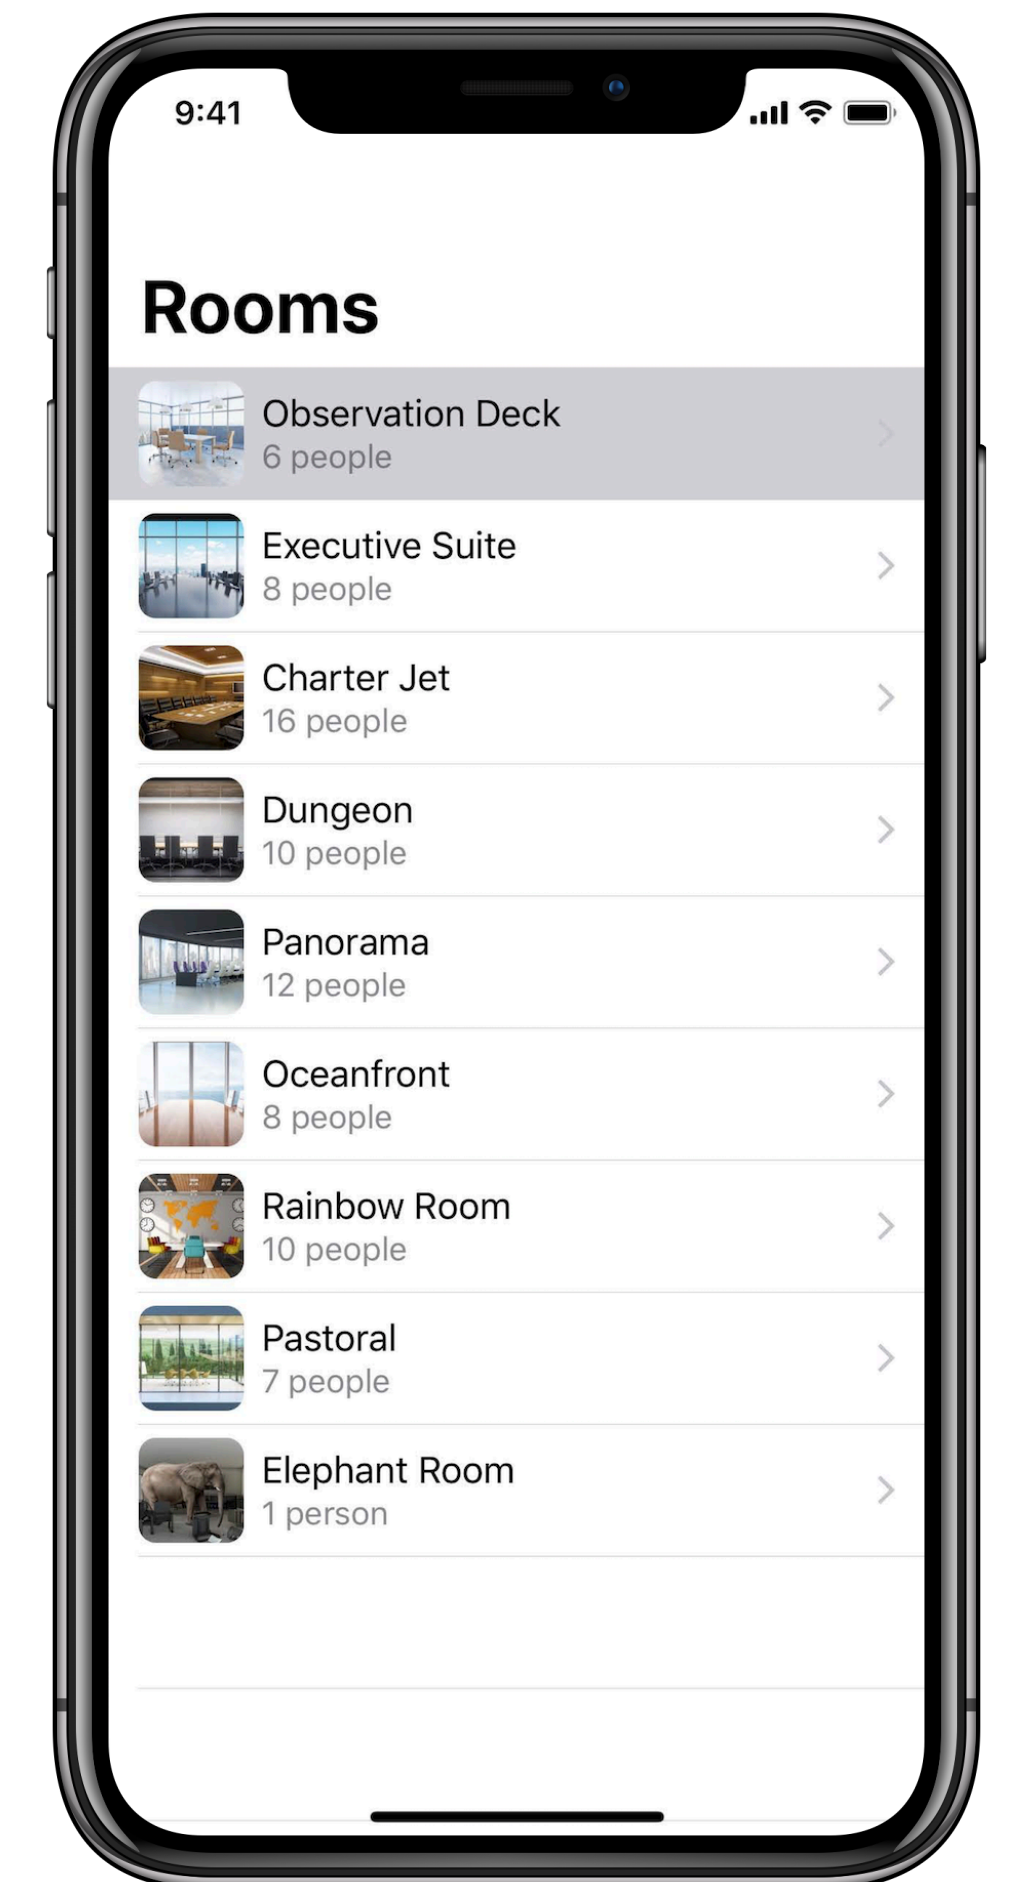 9:41
Rooms
Observation Deck
6 people
Executive Suite
8 people
Charter Jet
16 people
Dungeon
10 people
Panorama
12 people
Oceanfront
8 people
Rainbow Room
10 people
Pastoral
7 people
Elephant Room
1 person